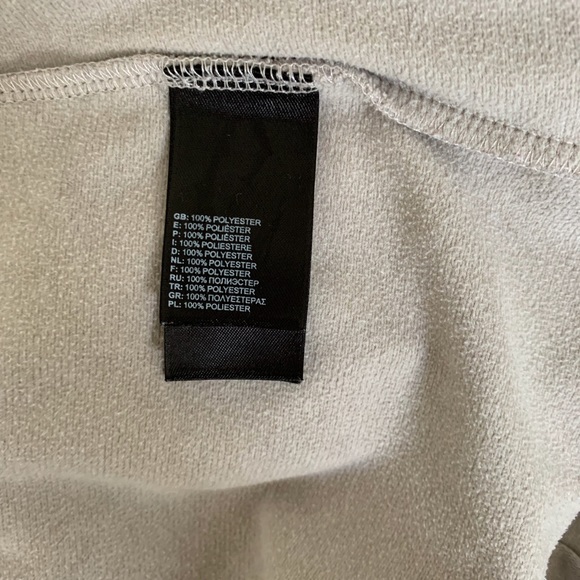 GB: 100% POLYESTER
E: 100% POLIÉSTER
P: 100% POLIÉSTER
I: 100% POLIESTERE
D: 100% POLYESTER
NL: 100% POLYESTER
F: 100% POLYESTER
RU: 100% ПОЛИЭСТЕР
TR: 100% POLYESTER
GR: 100% ΠΟΛΥΕΣΤΕΡΑΣ
PL: 100% POLIESTER